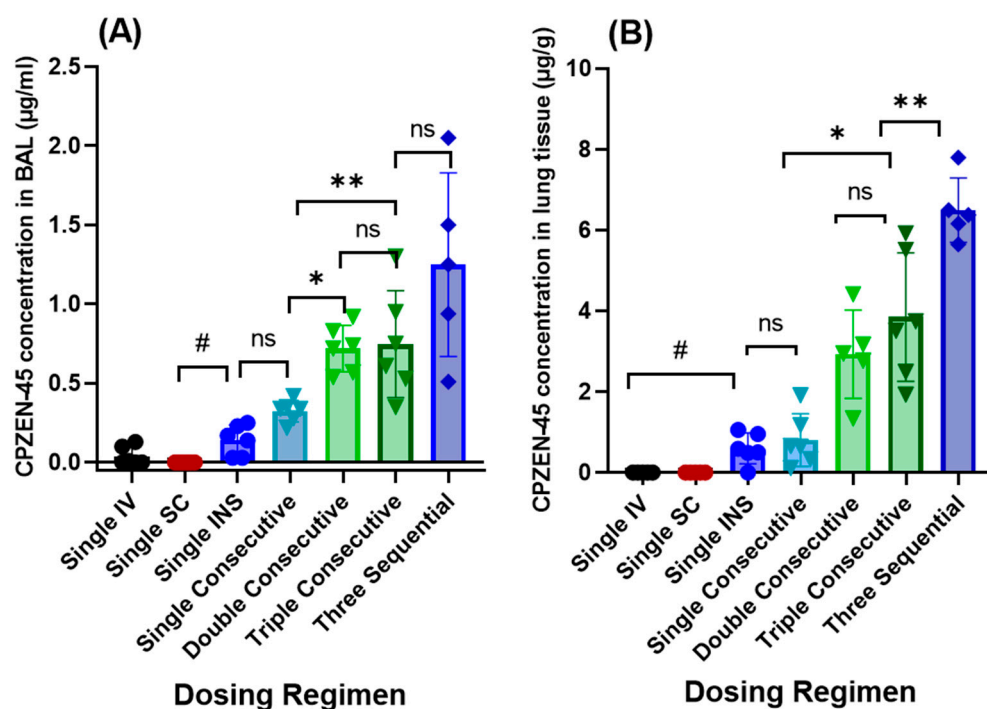 (A)
CPZEN-45 concentration in BAL (µg/ml)
2.5
2.0
1.5
1.0
0.5
0.0
#
ns
*
**
ns
ns
Single IV
Single SC
Single INS
Single Consecutive
Double Consecutive
Triple Consecutive
Three Sequential
Dosing Regimen
(B)
CPZEN-45 concentration in lung tissue (µg/g)
10
8
6
4
2
0
#
ns
*
ns
**
Single IV
Single SC
Single INS
Single Consecutive
Double Consecutive
Triple Consecutive
Three Sequential
Dosing Regimen